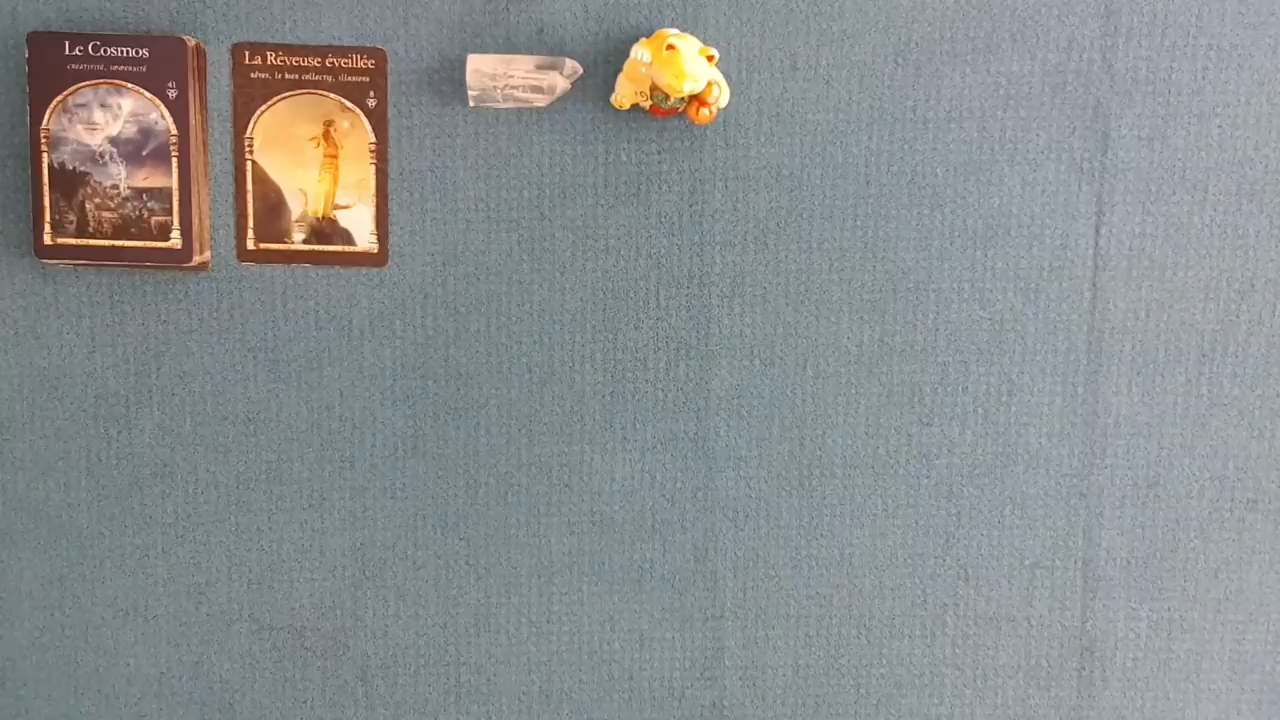 Le Cosmos
créativité, immensité
41
La Rêveuse éveillée
rêves, le bien collectif, illusions
8